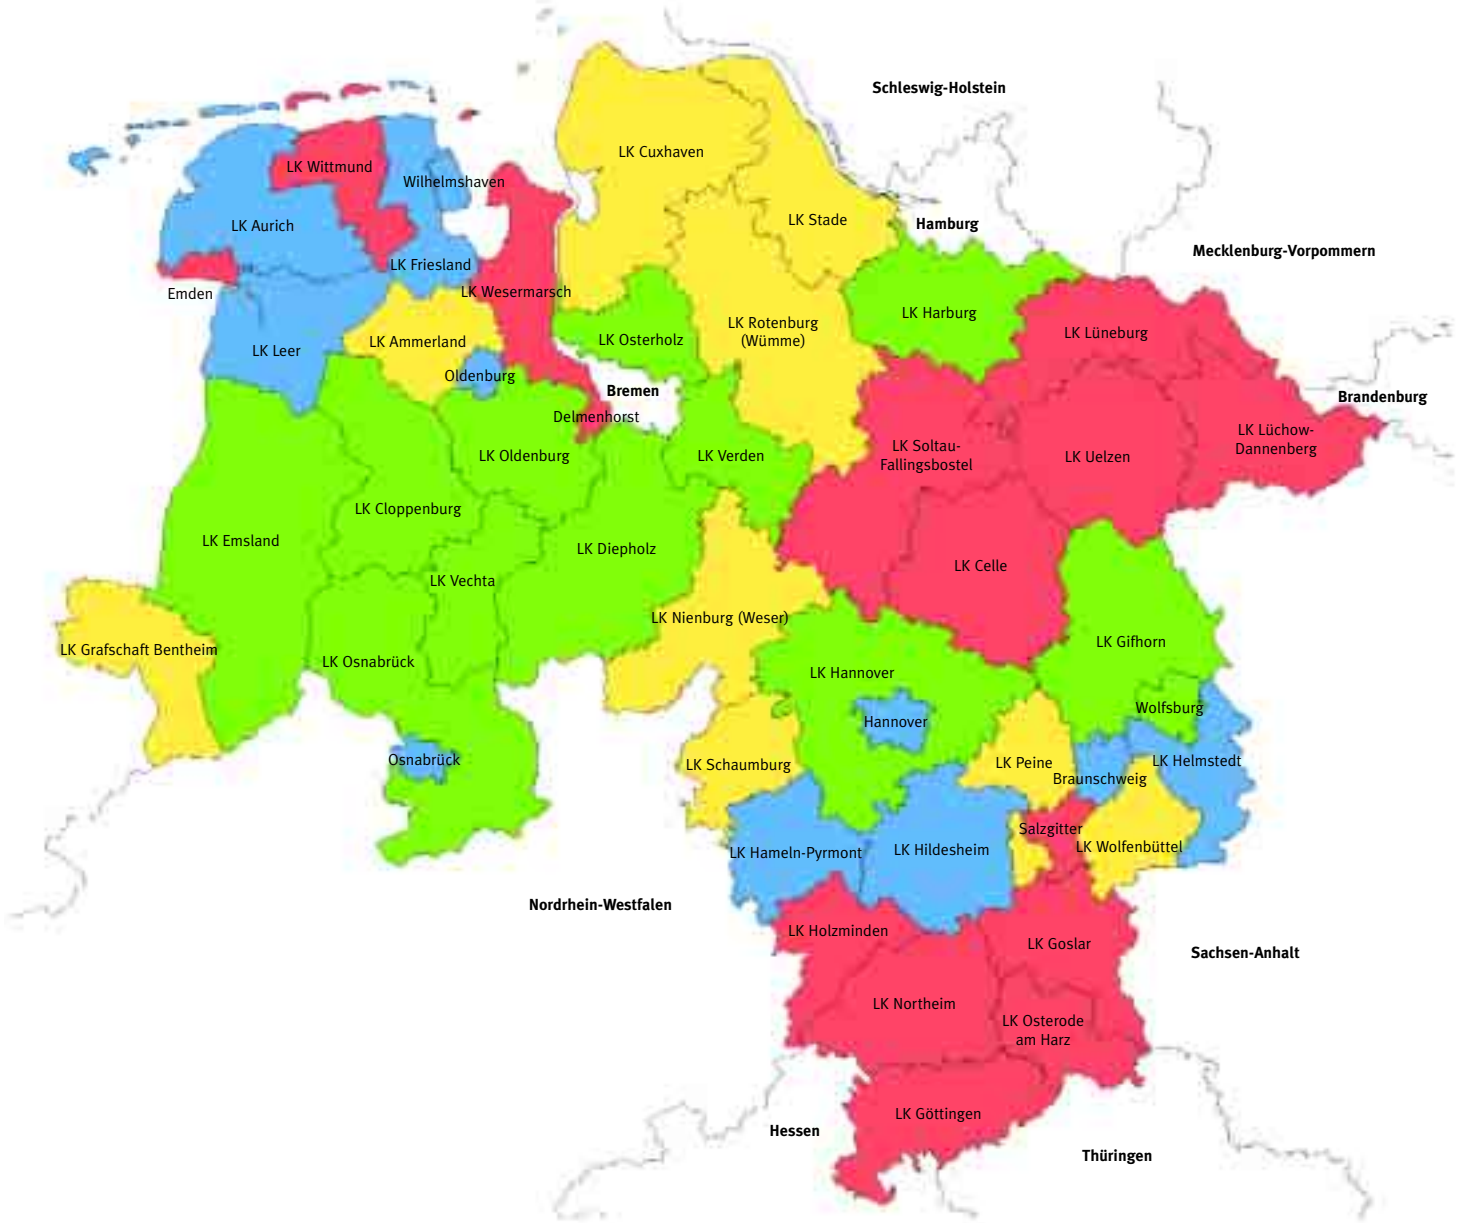 Schleswig-Holstein
LK Cuxhaven
LK Wittmund
Wilhelmshaven
LK Stade
LK Aurich
Hamburg
Mecklenburg-Vorpommern
LK Friesland
Emden
LK Wesermarsch
LK Harburg
LK Rotenburg
(Wümme)
LK Lüneburg
LK Ammerland
LK Osterholz
LK Leer
Oldenburg
Bremen
Brandenburg
Delmenhorst
LK Lüchow-
Dannenberg
LK Soltau-
Fallingsbostel
LK Oldenburg
LK Verden
LK Uelzen
LK Cloppenburg
LK Emsland
LK Diepholz
LK Celle
LK Vechta
LK Nienburg (Weser)
LK Gifhorn
LK Grafschaft Bentheim
LK Osnabrück
LK Hannover
Wolfsburg
Hannover
Osnabrück
LK Schaumburg
LK Peine
LK Helmstedt
Braunschweig
Salzgitter
LK Wolfenbüttel
LK Hameln-Pyrmont
LK Hildesheim
Nordrhein-Westfalen
LK Holzminden
LK Goslar
Sachsen-Anhalt
LK Northeim
LK Osterode
am Harz
LK Göttingen
Hessen
Thüringen